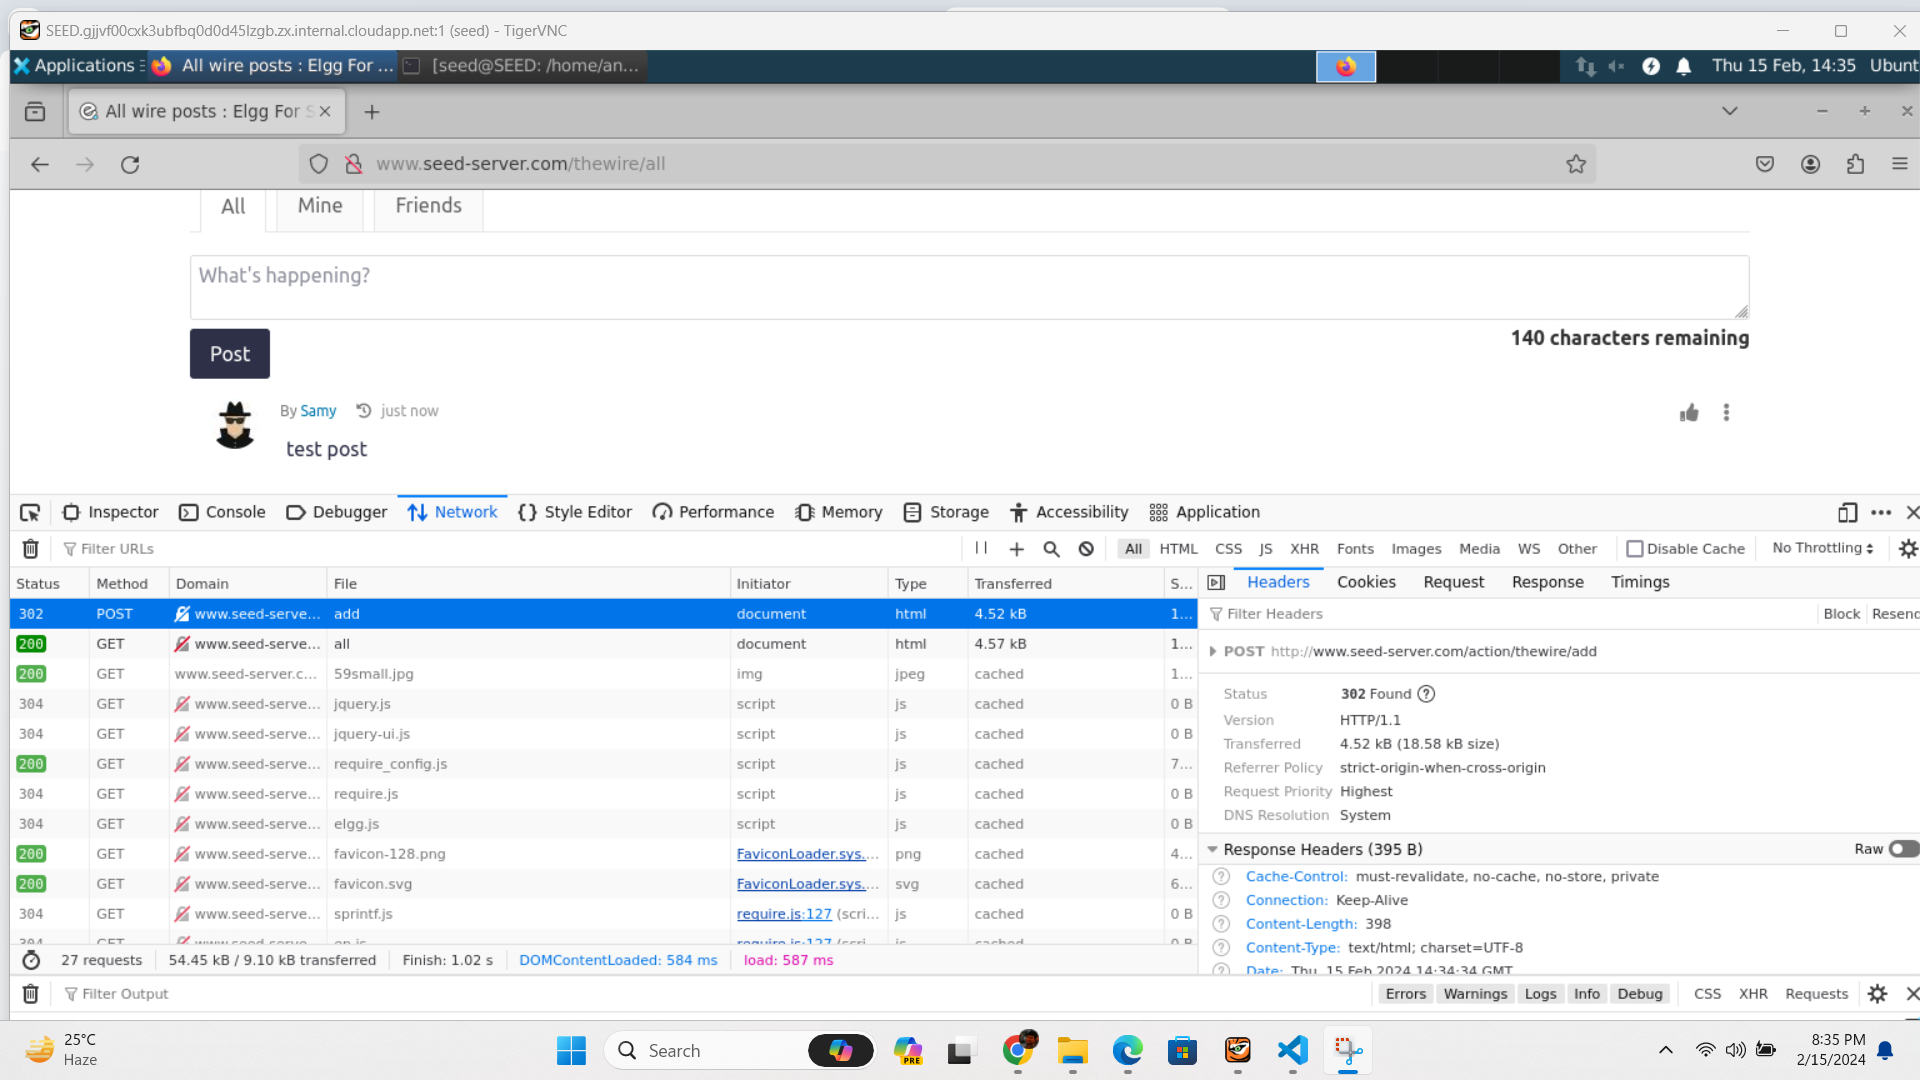 SEED.gjjvf00cxk3ubfbq0d0d45lzgb.zx.internal.cloudapp.net:1 (seed) - TigerVNC
Applications All wire posts : Elgg For ... [seed@SEED: /home/an... Thu 15 Feb, 14:35 Ubunt
All wire posts : Elgg For S
www.seed-server.com/thewire/all
All Mine Friends
What's happening?
140 characters remaining
Post
By Samy just now
test post
Inspector Console Debugger Network Style Editor Performance Memory Storage Accessibility Application
Filter URLs All HTML CSS JS XHR Fonts Images Media WS Other Disable Cache No Throttling
Status Method Domain File Initiator Type Transferred S...
302 POST www.seed-serve... add document html 4.52 kB 1...
200 GET www.seed-serve... all document html 4.57 kB 1...
200 GET www.seed-server.c... 59small.jpg img jpeg cached 1...
304 GET www.seed-serve... jquery.js script js cached 0 B
304 GET www.seed-serve... jquery-ui.js script js cached 0 B
200 GET www.seed-serve... require_config.js script js cached 7...
304 GET www.seed-serve... require.js script js cached 0 B
304 GET www.seed-serve... elgg.js script js cached 0 B
200 GET www.seed-serve... favicon-128.png FaviconLoader.sys.... png cached 4...
200 GET www.seed-serve... favicon.svg FaviconLoader.sys.... svg cached 6...
304 GET www.seed-serve... sprintf.js require.js:127 (scri... js cached 0 B
304 GET www.seed-serve... en.js require.js:127 (scri... js cached 0 B
27 requests 54.45 kB / 9.10 kB transferred Finish: 1.02 s DOMContentLoaded: 584 ms load: 587 ms
Headers Cookies Request Response Timings
Filter Headers Block Resend
POST http://www.seed-server.com/action/thewire/add
Status 302 Found
Version HTTP/1.1
Transferred 4.52 kB (18.58 kB size)
Referrer Policy strict-origin-when-cross-origin
Request Priority Highest
DNS Resolution System
Response Headers (395 B) Raw
Cache-Control: must-revalidate, no-cache, no-store, private
Connection: Keep-Alive
Content-Length: 398
Content-Type: text/html; charset=UTF-8
Date: Thu, 15 Feb 2024 14:34:34 GMT
Filter Output Errors Warnings Logs Info Debug CSS XHR Requests
25°C
Haze
Search
PRE
8:35 PM
2/15/2024